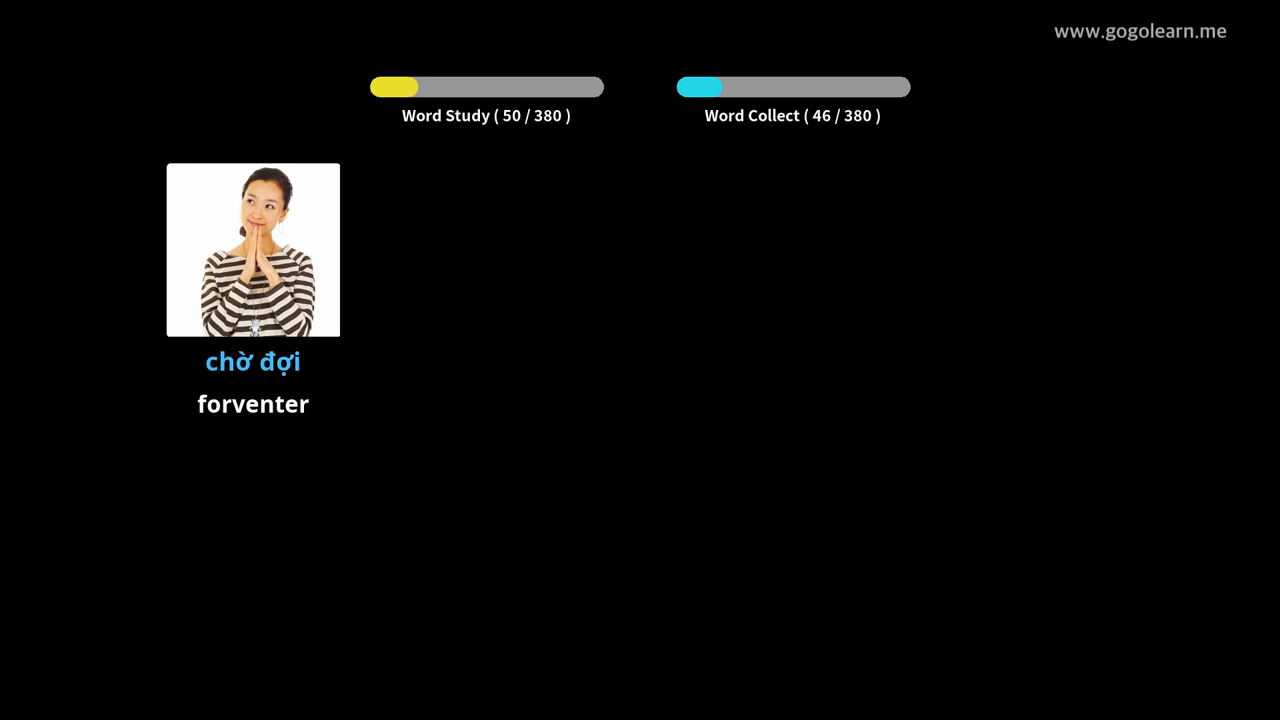 www.gogolearn.me
Word Study ( 50 / 380 )
Word Collect ( 46 / 380 )
chờ đợi
forventer